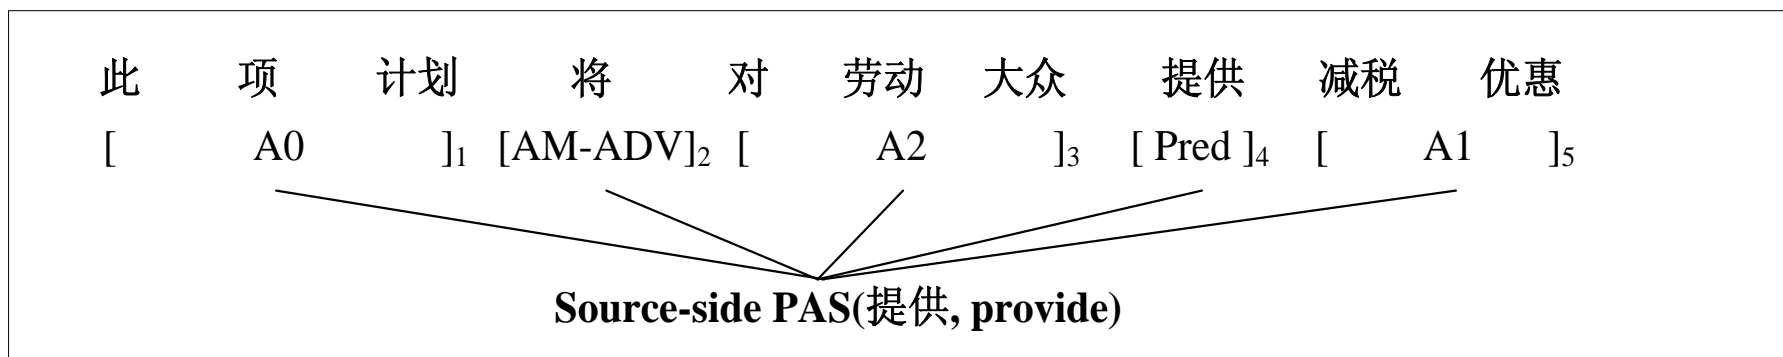 此 项 计划 将 对 劳动 大众 提供 减税 优惠
[ A0 ]1 [AM-ADV]2 [ A2 ]3 [ Pred ]4 [ A1 ]5
Source-side PAS(提供, provide)